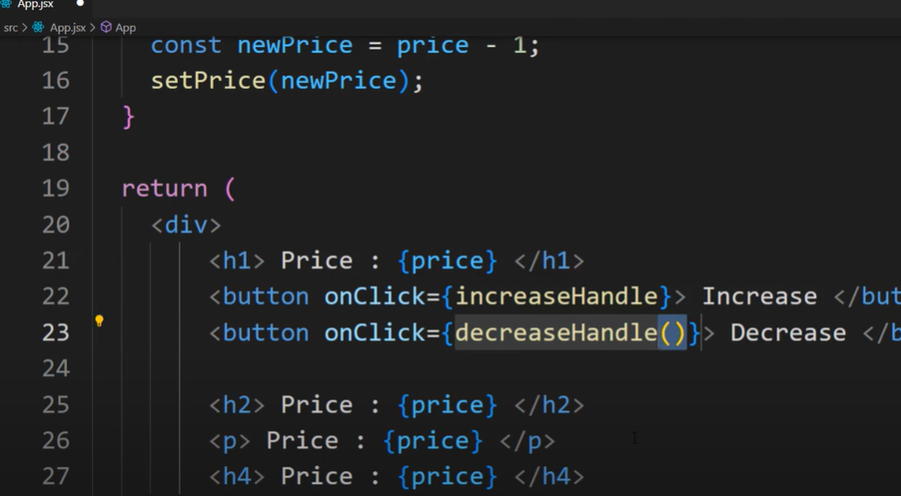 App.jsx
src > App.jsx > App
15 const newPrice = price - 1;
16 setPrice(newPrice);
17 }
18
19 return (
20 <div>
21 <h1> Price : {price} </h1>
22 <button onClick={increaseHandle}> Increase </but
23 <button onClick={decreaseHandle()}> Decrease </b
24
25 <h2> Price : {price} </h2>
26 <p> Price : {price} </p>
27 <h4> Price : {price} </h4>